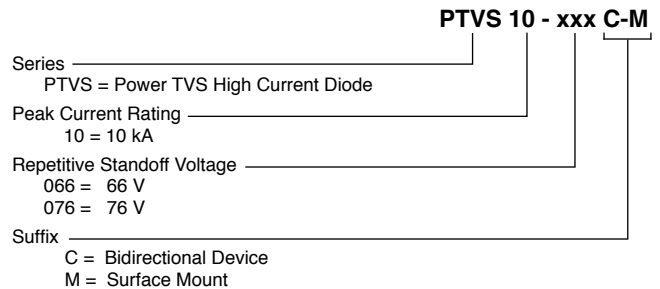 PTVS 10 - xxx C-M
Series
PTVS = Power TVS High Current Diode
Peak Current Rating
10 = 10 kA
Repetitive Standoff Voltage
066 = 66 V
076 = 76 V
Suffix
C = Bidirectional Device
M = Surface Mount